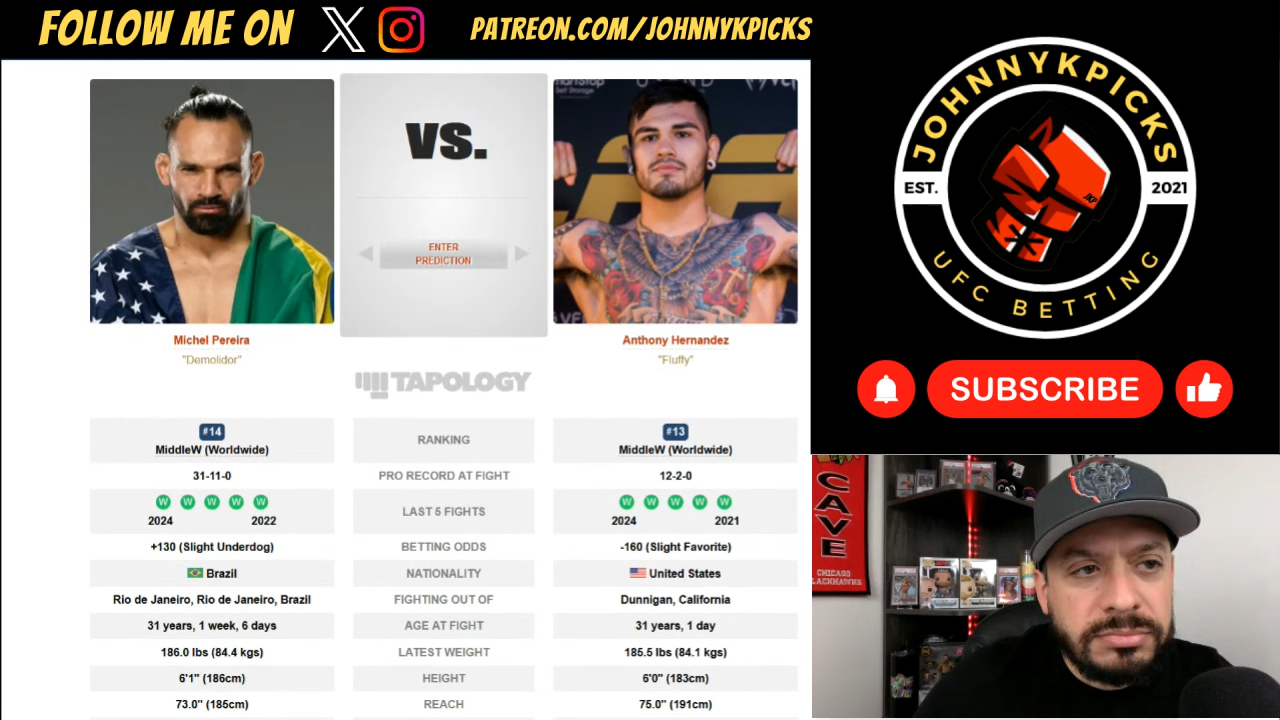 FOLLOW ME ON
PATREON.COM/JOHNNYKPICKS
VS.
ENTER
PREDICTION
Michel Pereira
"Demolidor"
Anthony Hernandez
"Fluffy"
TAPOLOGY
#14
MiddleW (Worldwide)
RANKING
#13
MiddleW (Worldwide)
31-11-0
PRO RECORD AT FIGHT
12-2-0
W W W W W
2024 2022
LAST 5 FIGHTS
W W W W W
2024 2021
+130 (Slight Underdog)
BETTING ODDS
-160 (Slight Favorite)
Brazil
NATIONALITY
United States
Rio de Janeiro, Rio de Janeiro, Brazil
FIGHTING OUT OF
Dunnigan, California
31 years, 1 week, 6 days
AGE AT FIGHT
31 years, 1 day
186.0 lbs (84.4 kgs)
LATEST WEIGHT
185.5 lbs (84.1 kgs)
6'1" (186cm)
HEIGHT
6'0" (183cm)
73.0" (185cm)
REACH
75.0" (191cm)
JOHNNYKPICKS
EST.
2021
JKP
UFC BETTING
SUBSCRIBE
CAVE
CHICAGO
BLACKHAWKS